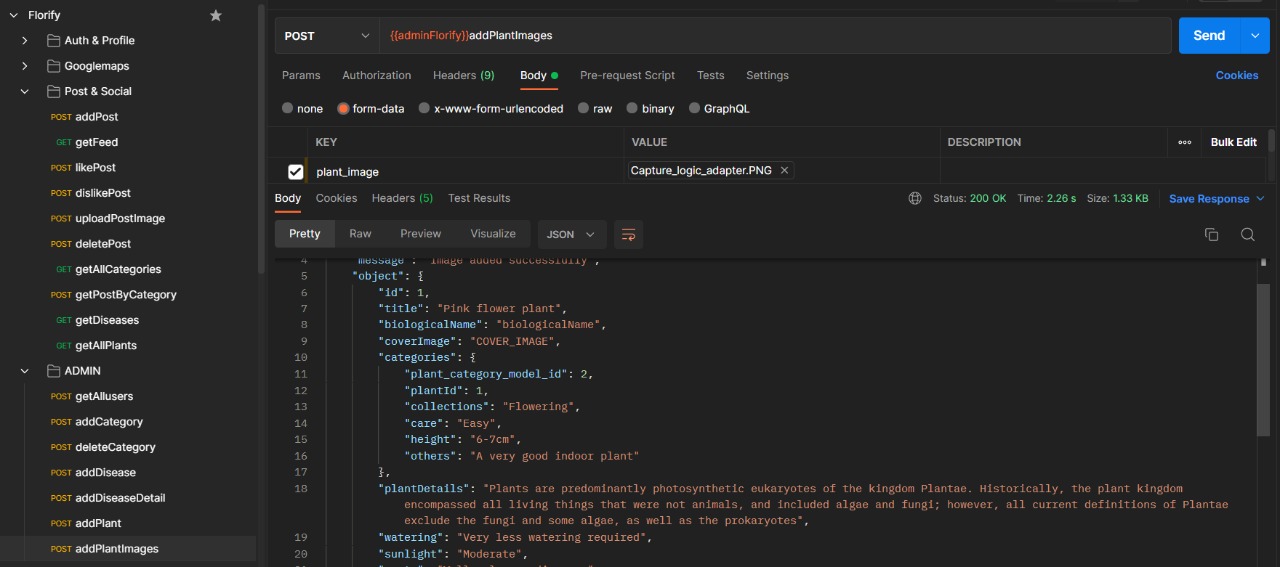 Florify
Auth & Profile
Googlemaps
Post & Social
POST addPost
GET getFeed
POST likePost
POST dislikePost
POST uploadPostImage
POST deletePost
GET getAllCategories
POST getPostByCategory
GET getDiseases
GET getAllPlants
ADMIN
POST getAllusers
POST addCategory
POST deleteCategory
POST addDisease
POST addDiseaseDetail
POST addPlant
POST addPlantImages
POST {{adminFlorify}}addPlantImages Send
Params Authorization Headers (9) Body Pre-request Script Tests Settings Cookies
none form-data x-www-form-urlencoded raw binary GraphQL
KEY VALUE DESCRIPTION Bulk Edit
plant_image Capture_logic_adapter.PNG
Body Cookies Headers (5) Test Results Status: 200 OK Time: 2.26 s Size: 1.33 KB Save Response
Pretty Raw Preview Visualize JSON
4 "message": "Image added successfully",
5 "object": {
6 "id": 1,
7 "title": "Pink flower plant",
8 "biologicalName": "biologicalName",
9 "coverImage": "COVER_IMAGE",
10 "categories": {
11 "plant_category_model_id": 2,
12 "plantId": 1,
13 "collections": "Flowering",
14 "care": "Easy",
15 "height": "6-7cm",
16 "others": "A very good indoor plant"
17 },
18 "plantDetails": "Plants are predominantly photosynthetic eukaryotes of the kingdom Plantae. Historically, the plant kingdom
encompassed all living things that were not animals, and included algae and fungi; however, all current definitions of Plantae
exclude the fungi and some algae, as well as the prokaryotes",
19 "watering": "Very less watering required",
20 "sunlight": "Moderate",